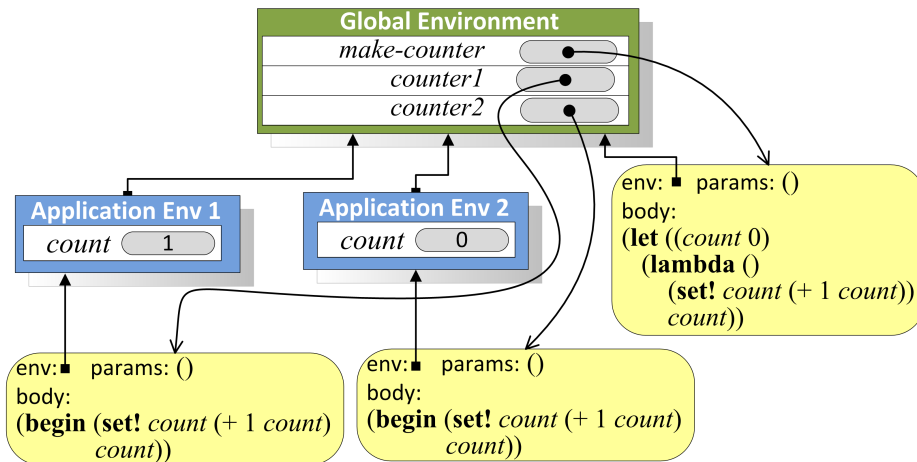 Global Environment
make-counter
counter1
counter2
Application Env 1
count 1
Application Env 2
count 0
env: params: ()
body:
(let ((count 0)
(lambda ()
(set! count (+ 1 count))
count))
env: params: ()
body:
(begin (set! count (+ 1 count)
count))
env: params: ()
body:
(begin (set! count (+ 1 count)
count))